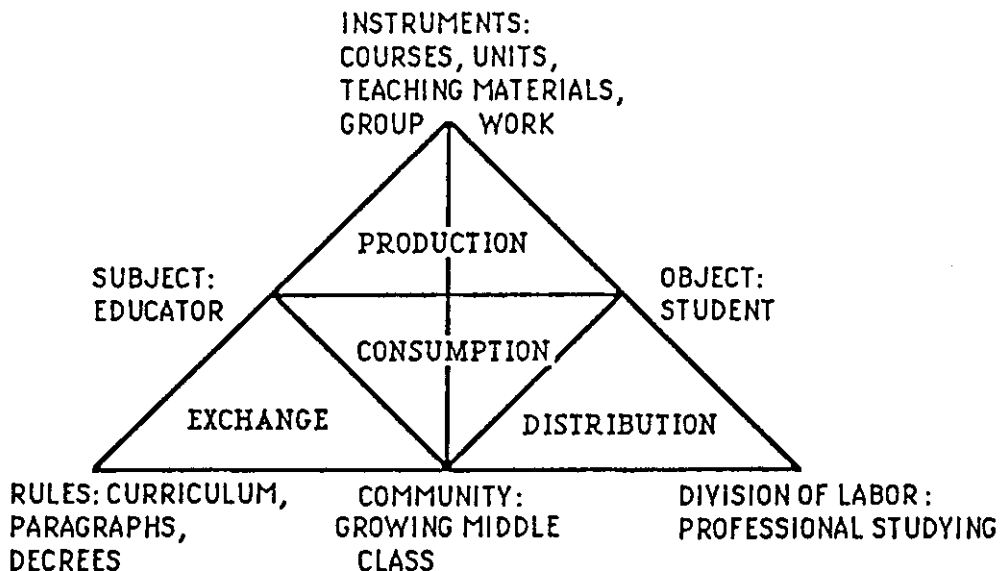 INSTRUMENTS:
COURSES, UNITS,
TEACHING MATERIALS,
GROUP WORK
PRODUCTION
SUBJECT:
EDUCATOR
OBJECT:
STUDENT
CONSUMPTION
EXCHANGE
DISTRIBUTION
RULES: CURRICULUM,
PARAGRAPHS,
DECREES
COMMUNITY:
GROWING MIDDLE
CLASS
DIVISION OF LABOR:
PROFESSIONAL STUDYING